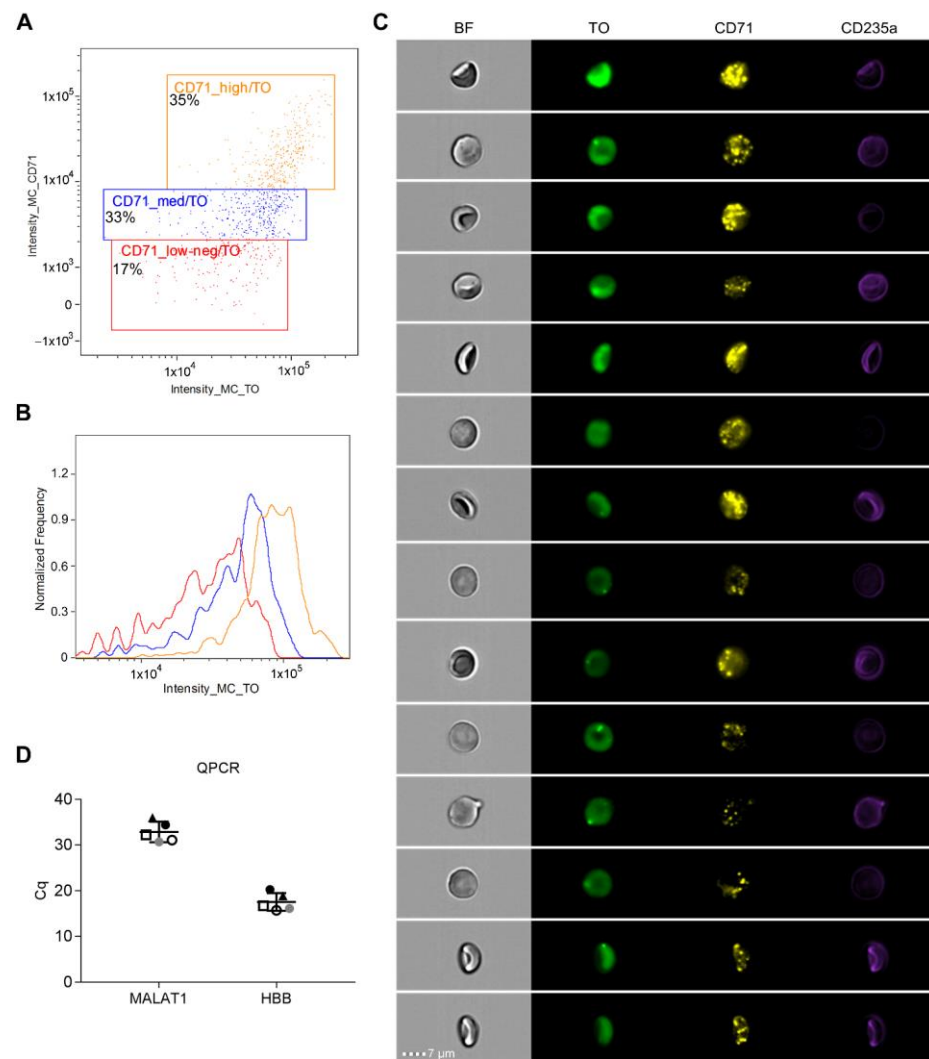 A
CD71_high/TO
35%
CD71_med/TO
33%
CD71_low-neg/TO
17%
1x10⁵
1x10⁴
1x10³
0
−1x10³
Intensity_MC_CD71
1x10⁴ 1x10⁵
Intensity_MC_TO
B
1.2
0.9
0.6
0.3
0
Normalized Frequency
1x10⁴ 1x10⁵
Intensity_MC_TO
D
QPCR
40
30
20
10
0
Cq
MALAT1 HBB
C
BF TO CD71 CD235a
7 µm